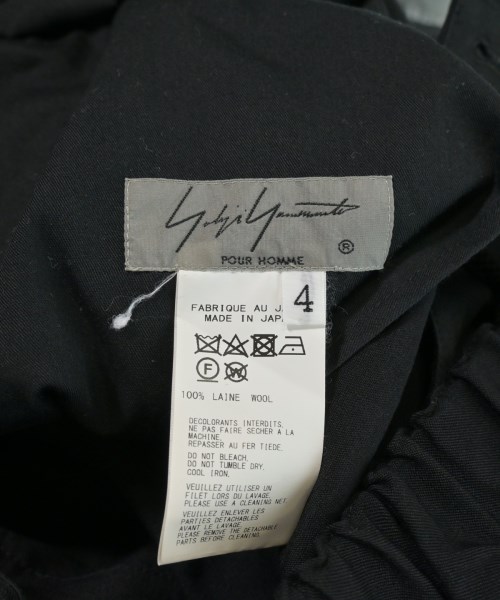 Yohji Yamamoto
®
POUR HOMME
4
FABRIQUE AU JA
MADE IN JAPA
F W
100% LAINE WOOL
DECOLORANTS INTERDITS.
NE PAS FAIRE SECHER A LA
MACHINE.
REPASSER AU FER TIEDE.
DO NOT BLEACH.
DO NOT TUMBLE DRY.
COOL IRON.
VEUILLEZ UTILISER UN
FILET LORS DU LAVAGE.
PLEASE USE A CLEANING NET.
VEUILLEZ ENLEVER LES
PARTIES DETACHABLES
AVANT LE LAVAGE.
PLEASE REMOVE THE DETACHABLE
PARTS BEFORE CLEANING.